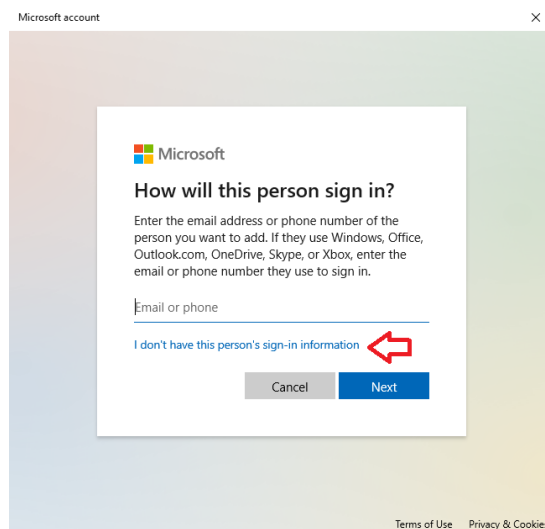 Microsoft account
Microsoft
How will this person sign in?
Enter the email address or phone number of the
person you want to add. If they use Windows, Office,
Outlook.com, OneDrive, Skype, or Xbox, enter the
email or phone number they use to sign in.
Email or phone
I don't have this person's sign-in information
Cancel Next
Terms of Use Privacy & Cookie